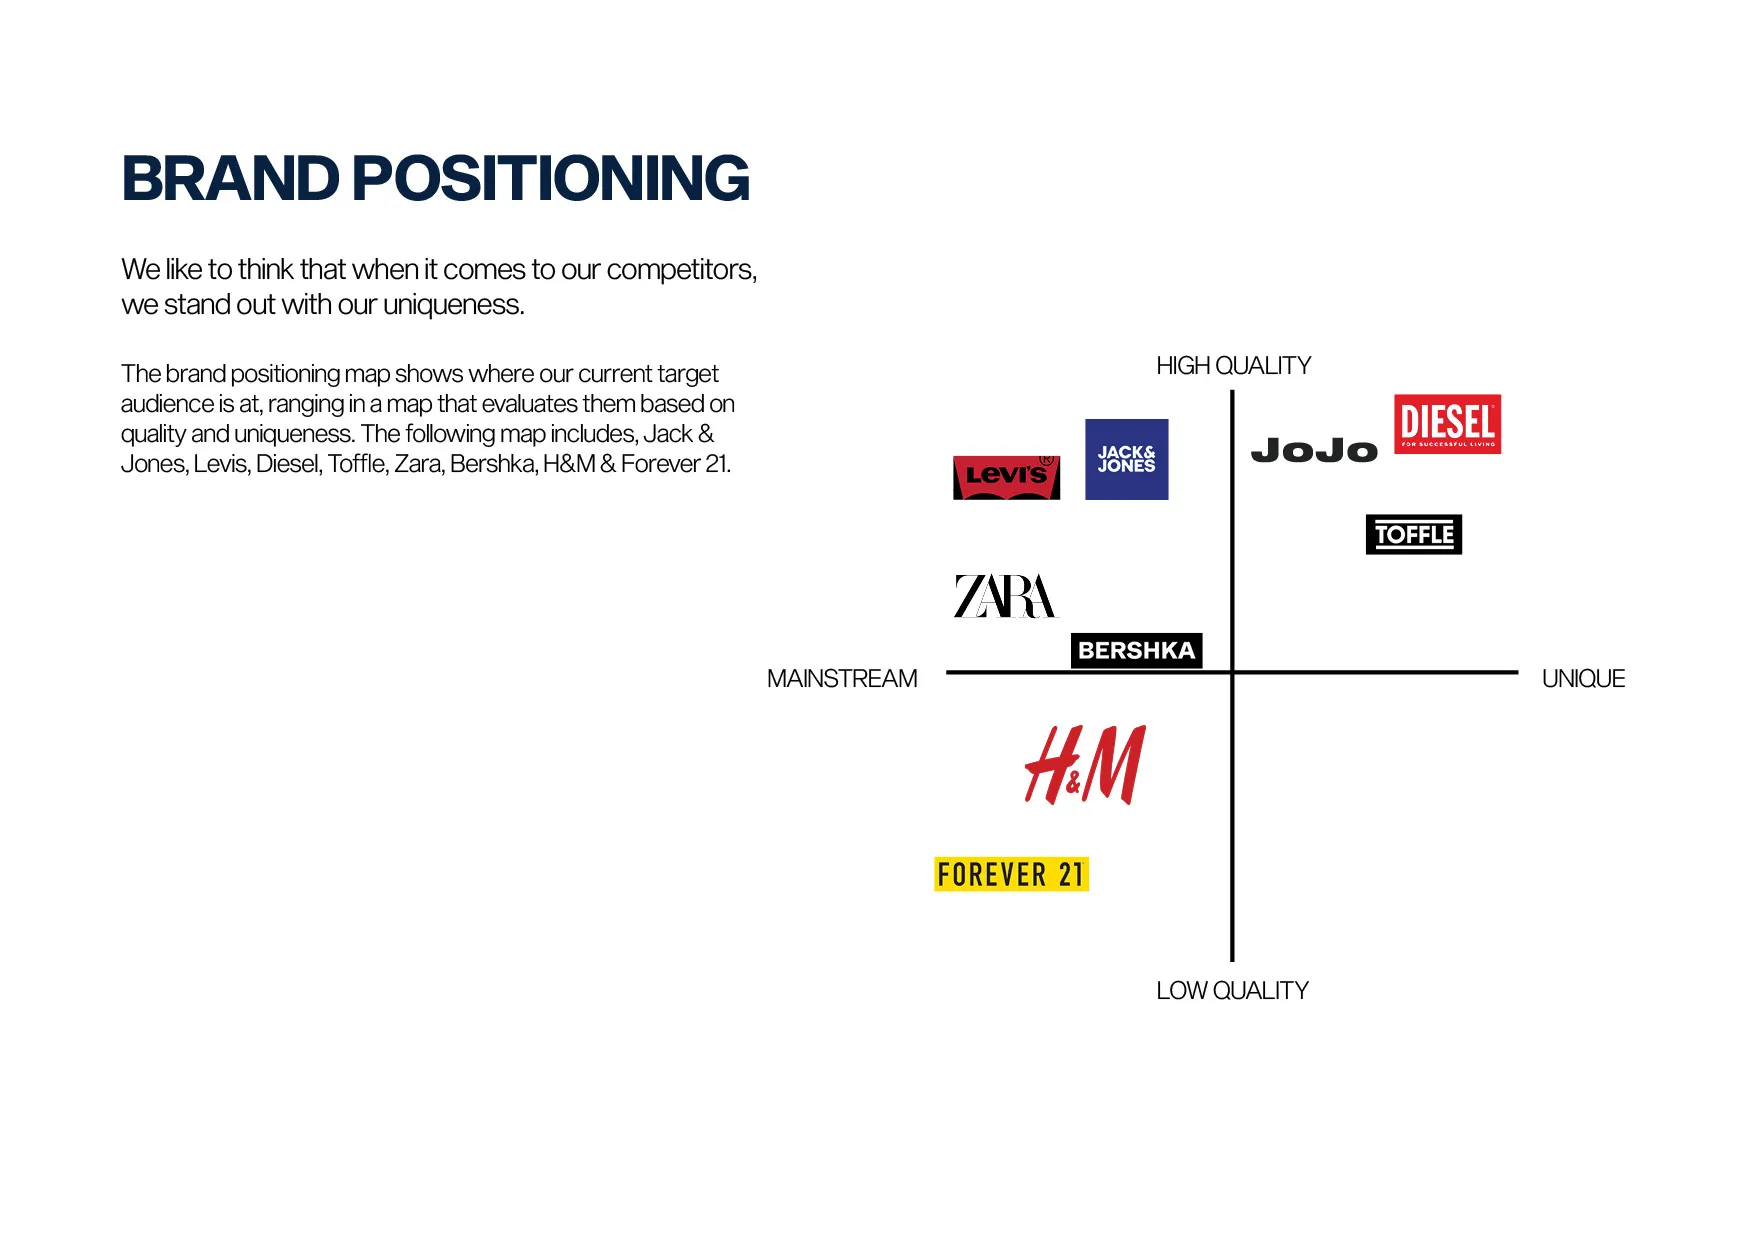 BRAND POSITIONING
We like to think that when it comes to our competitors,
we stand out with our uniqueness.
The brand positioning map shows where our current target
audience is at, ranging in a map that evaluates them based on
quality and uniqueness. The following map includes, Jack &
Jones, Levis, Diesel, Toffle, Zara, Bershka, H&M & Forever 21.
HIGH QUALITY
DIESEL
FOR SUCCESSFUL LIVING
JoJo
JACK&
JONES
LEVI'S®
TOFFLE
ZARA
BERSHKA
MAINSTREAM
UNIQUE
H&M
FOREVER 21
LOW QUALITY